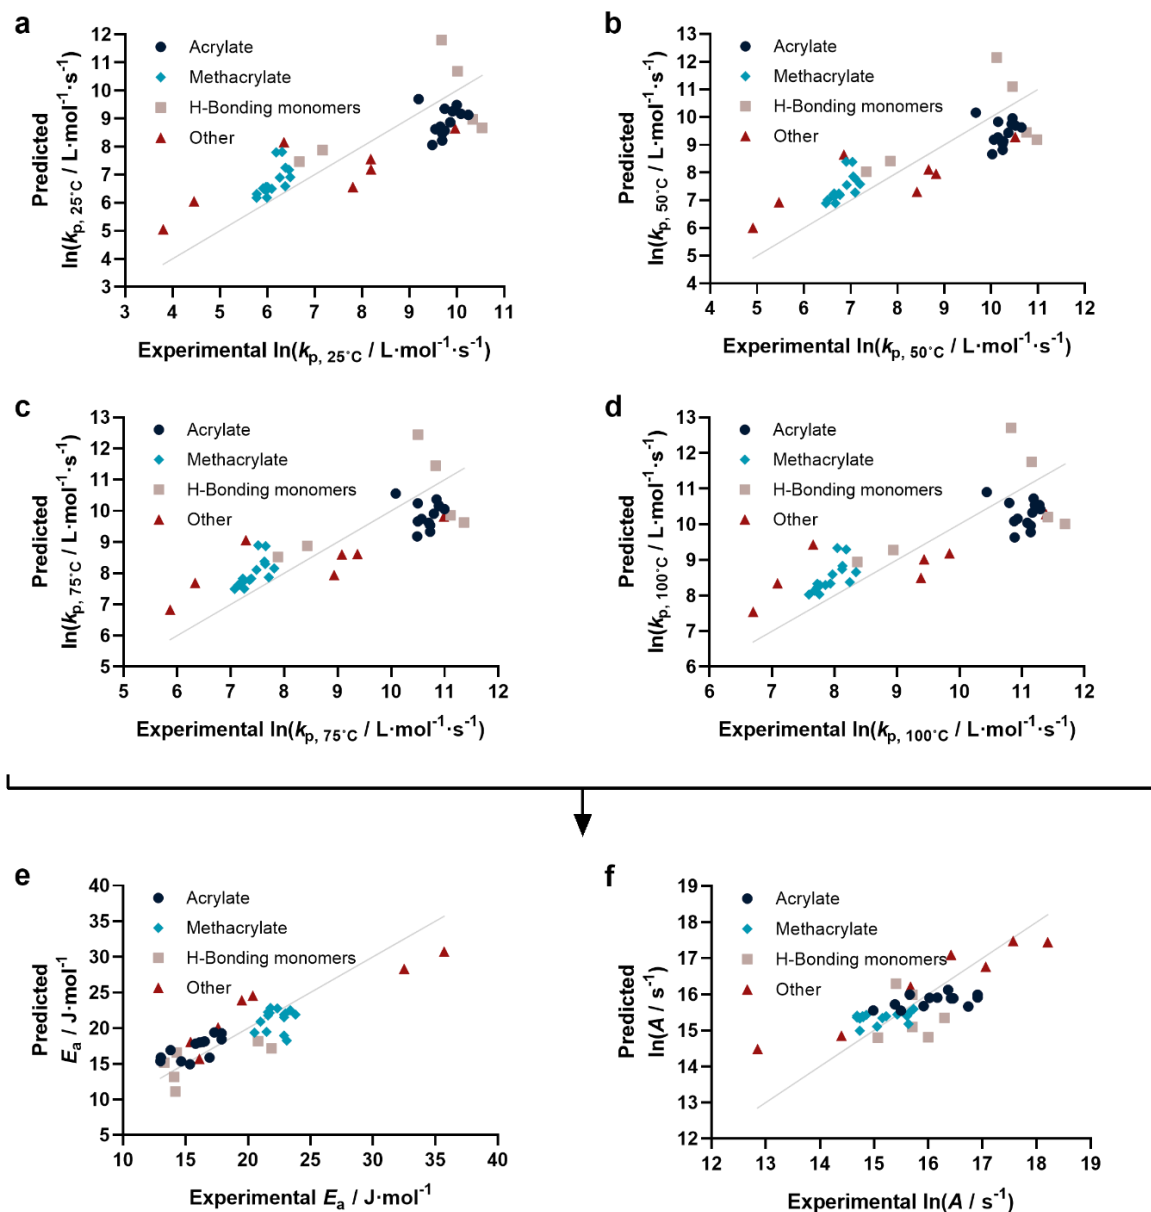 a
Predicted
ln(kp, 25°C / L·mol-1·s-1)
12
11
10
9
8
7
6
5
4
3
Acrylate
Methacrylate
H-Bonding monomers
Other
3 4 5 6 7 8 9 10 11
Experimental ln(kp, 25°C / L·mol-1·s-1)
b
Predicted
ln(kp, 50°C / L·mol-1·s-1)
13
12
11
10
9
8
7
6
5
4
Acrylate
Methacrylate
H-Bonding monomers
Other
4 5 6 7 8 9 10 11 12
Experimental ln(kp, 50°C / L·mol-1·s-1)
c
Predicted
ln(kp, 75°C / L·mol-1·s-1)
13
12
11
10
9
8
7
6
5
Acrylate
Methacrylate
H-Bonding monomers
Other
5 6 7 8 9 10 11 12
Experimental ln(kp, 75°C / L·mol-1·s-1)
d
Predicted
ln(kp, 100°C / L·mol-1·s-1)
13
12
11
10
9
8
7
6
Acrylate
Methacrylate
H-Bonding monomers
Other
6 7 8 9 10 11 12
Experimental ln(kp, 100°C / L·mol-1·s-1)
e
Predicted
Ea / J·mol-1
40
35
30
25
20
15
10
5
Acrylate
Methacrylate
H-Bonding monomers
Other
10 15 20 25 30 35 40
Experimental Ea / J·mol-1
f
Predicted
ln(A / s-1)
19
18
17
16
15
14
13
12
Acrylate
Methacrylate
H-Bonding monomers
Other
12 13 14 15 16 17 18 19
Experimental ln(A / s-1)